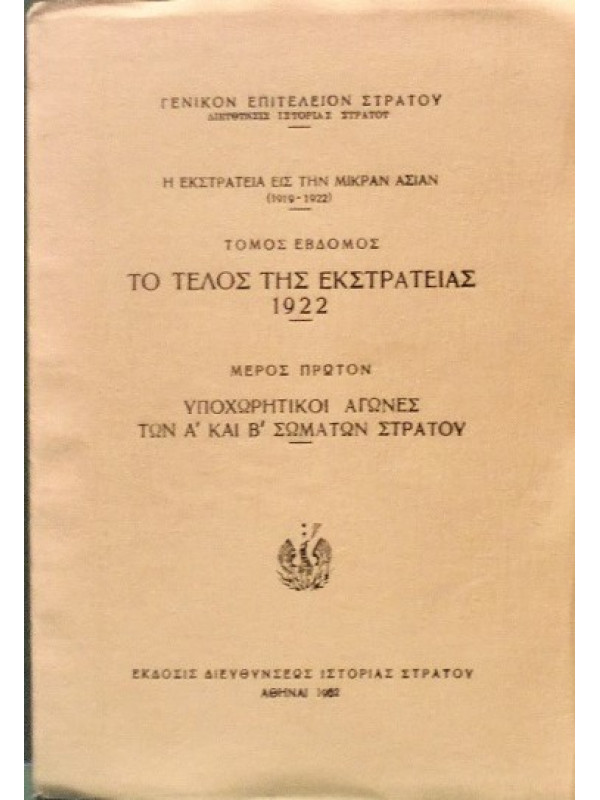 ΓΕΝΙΚΟΝ ΕΠΙΤΕΛΕΙΟΝ ΣΤΡΑΤΟΥ
ΔΙΕΥΘΥΝΣΙΣ ΙΣΤΟΡΙΑΣ ΣΤΡΑΤΟΥ
Η ΕΚΣΤΡΑΤΕΙΑ ΕΙΣ ΤΗΝ ΜΙΚΡΑΝ ΑΣΙΑΝ
(1919-1922)
ΤΟΜΟΣ ΕΒΔΟΜΟΣ
ΤΟ ΤΕΛΟΣ ΤΗΣ ΕΚΣΤΡΑΤΕΙΑΣ
1922
ΜΕΡΟΣ ΠΡΩΤΟΝ
ΥΠΟΧΩΡΗΤΙΚΟΙ ΑΓΩΝΕΣ
ΤΩΝ Α' ΚΑΙ Β' ΣΩΜΑΤΩΝ ΣΤΡΑΤΟΥ
ΕΚΔΟΣΙΣ ΔΙΕΥΘΥΝΣΕΩΣ ΙΣΤΟΡΙΑΣ ΣΤΡΑΤΟΥ
ΑΘΗΝΑΙ 1962